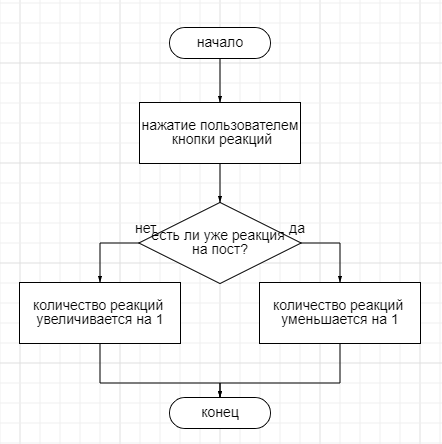 начало
нажатие пользователем
кнопки реакций
нет
есть ли уже реакция
на пост?
да
количество реакций
увеличивается на 1
количество реакций
уменьшается на 1
конец